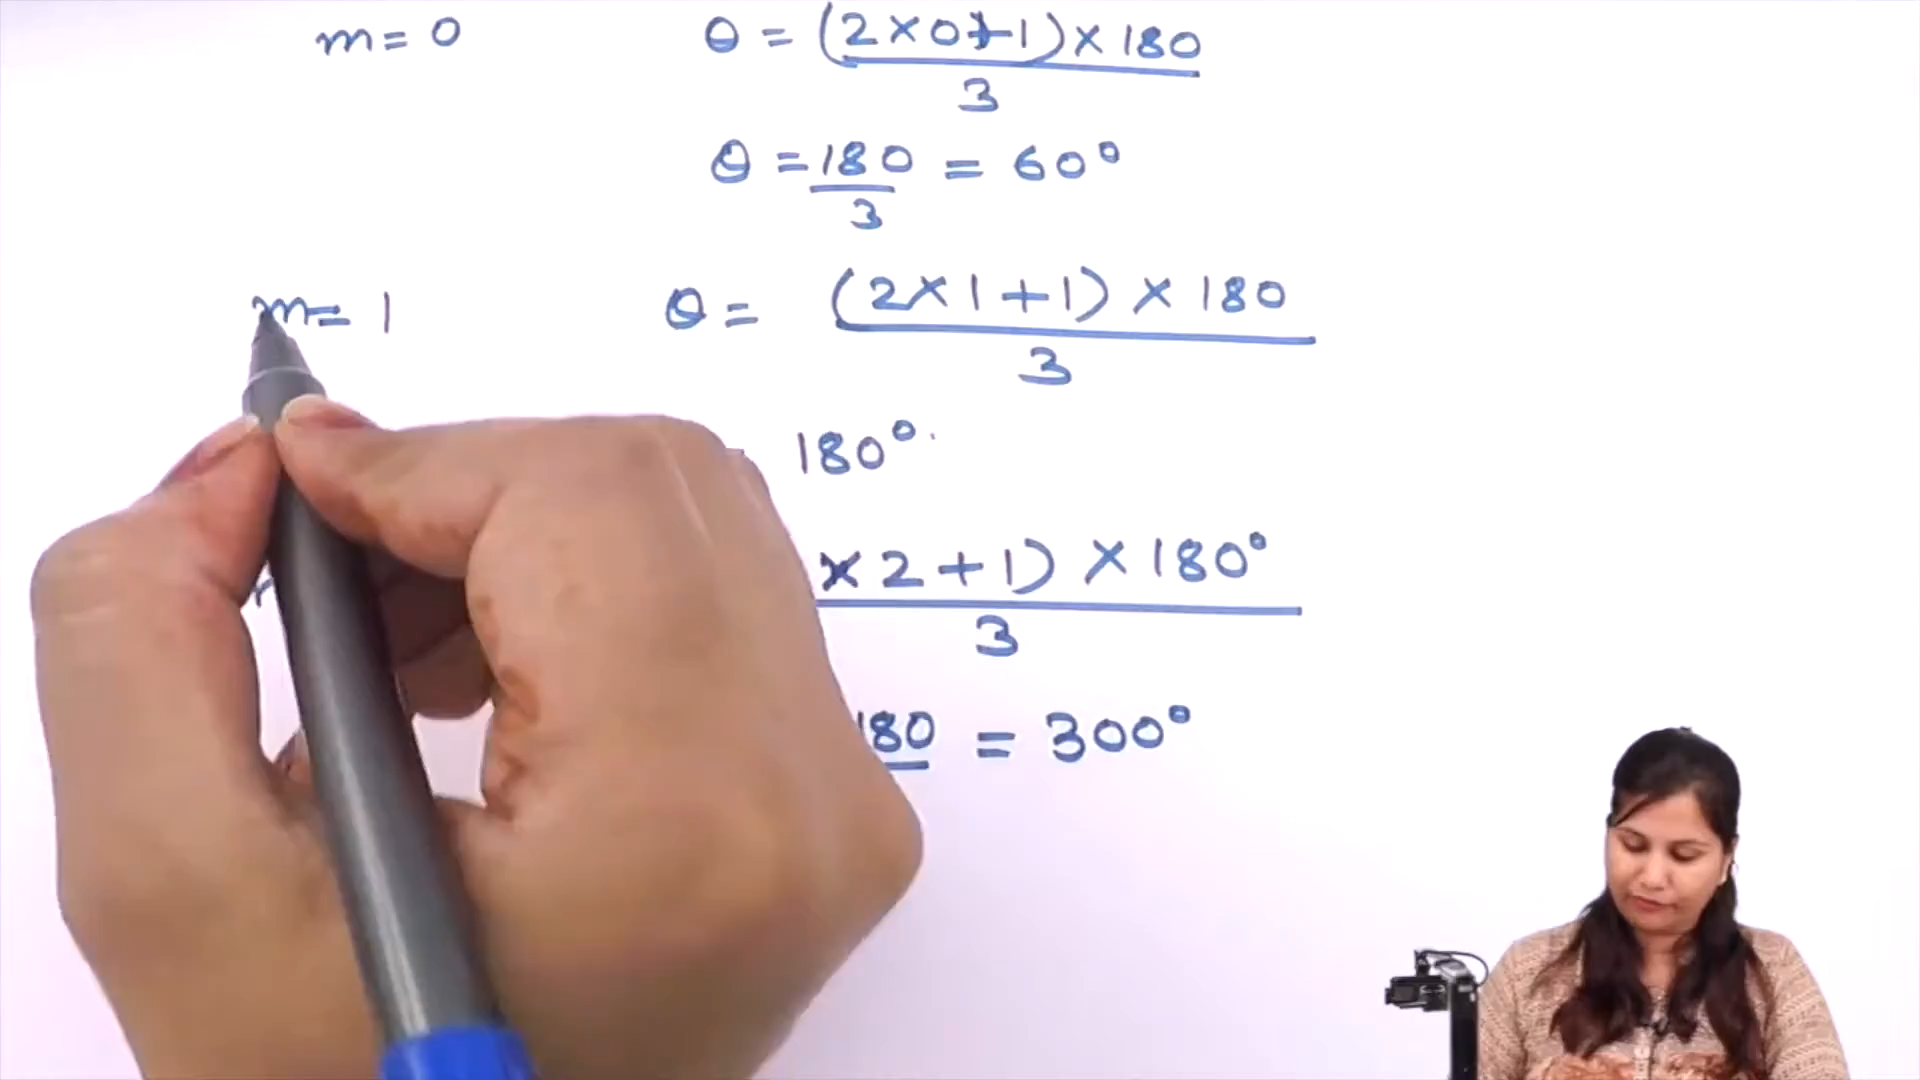 m = 0 θ = (2 × 0 + 1) × 180
3
θ = 180 = 60°
3
m = 1 θ = (2 × 1 + 1) × 180
3
180°
× 2 + 1) × 180°
3
180 = 300°